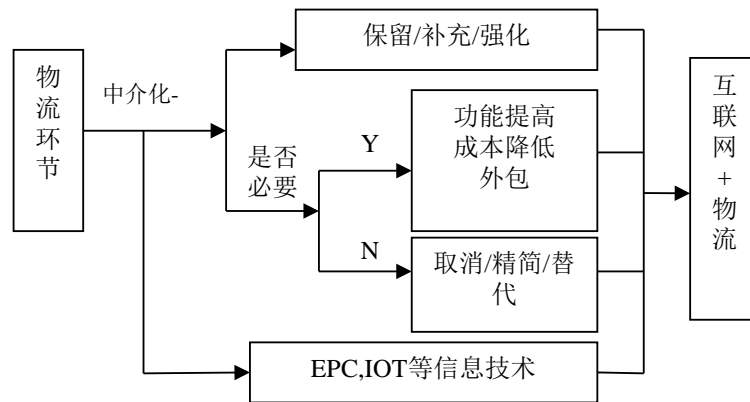 物
流
环
节
中介化-
保留/补充/强化
是否
必要
Y
功能提高
成本降低
外包
N
取消/精简/替
代
EPC,IOT等信息技术
互
联
网
+
物
流